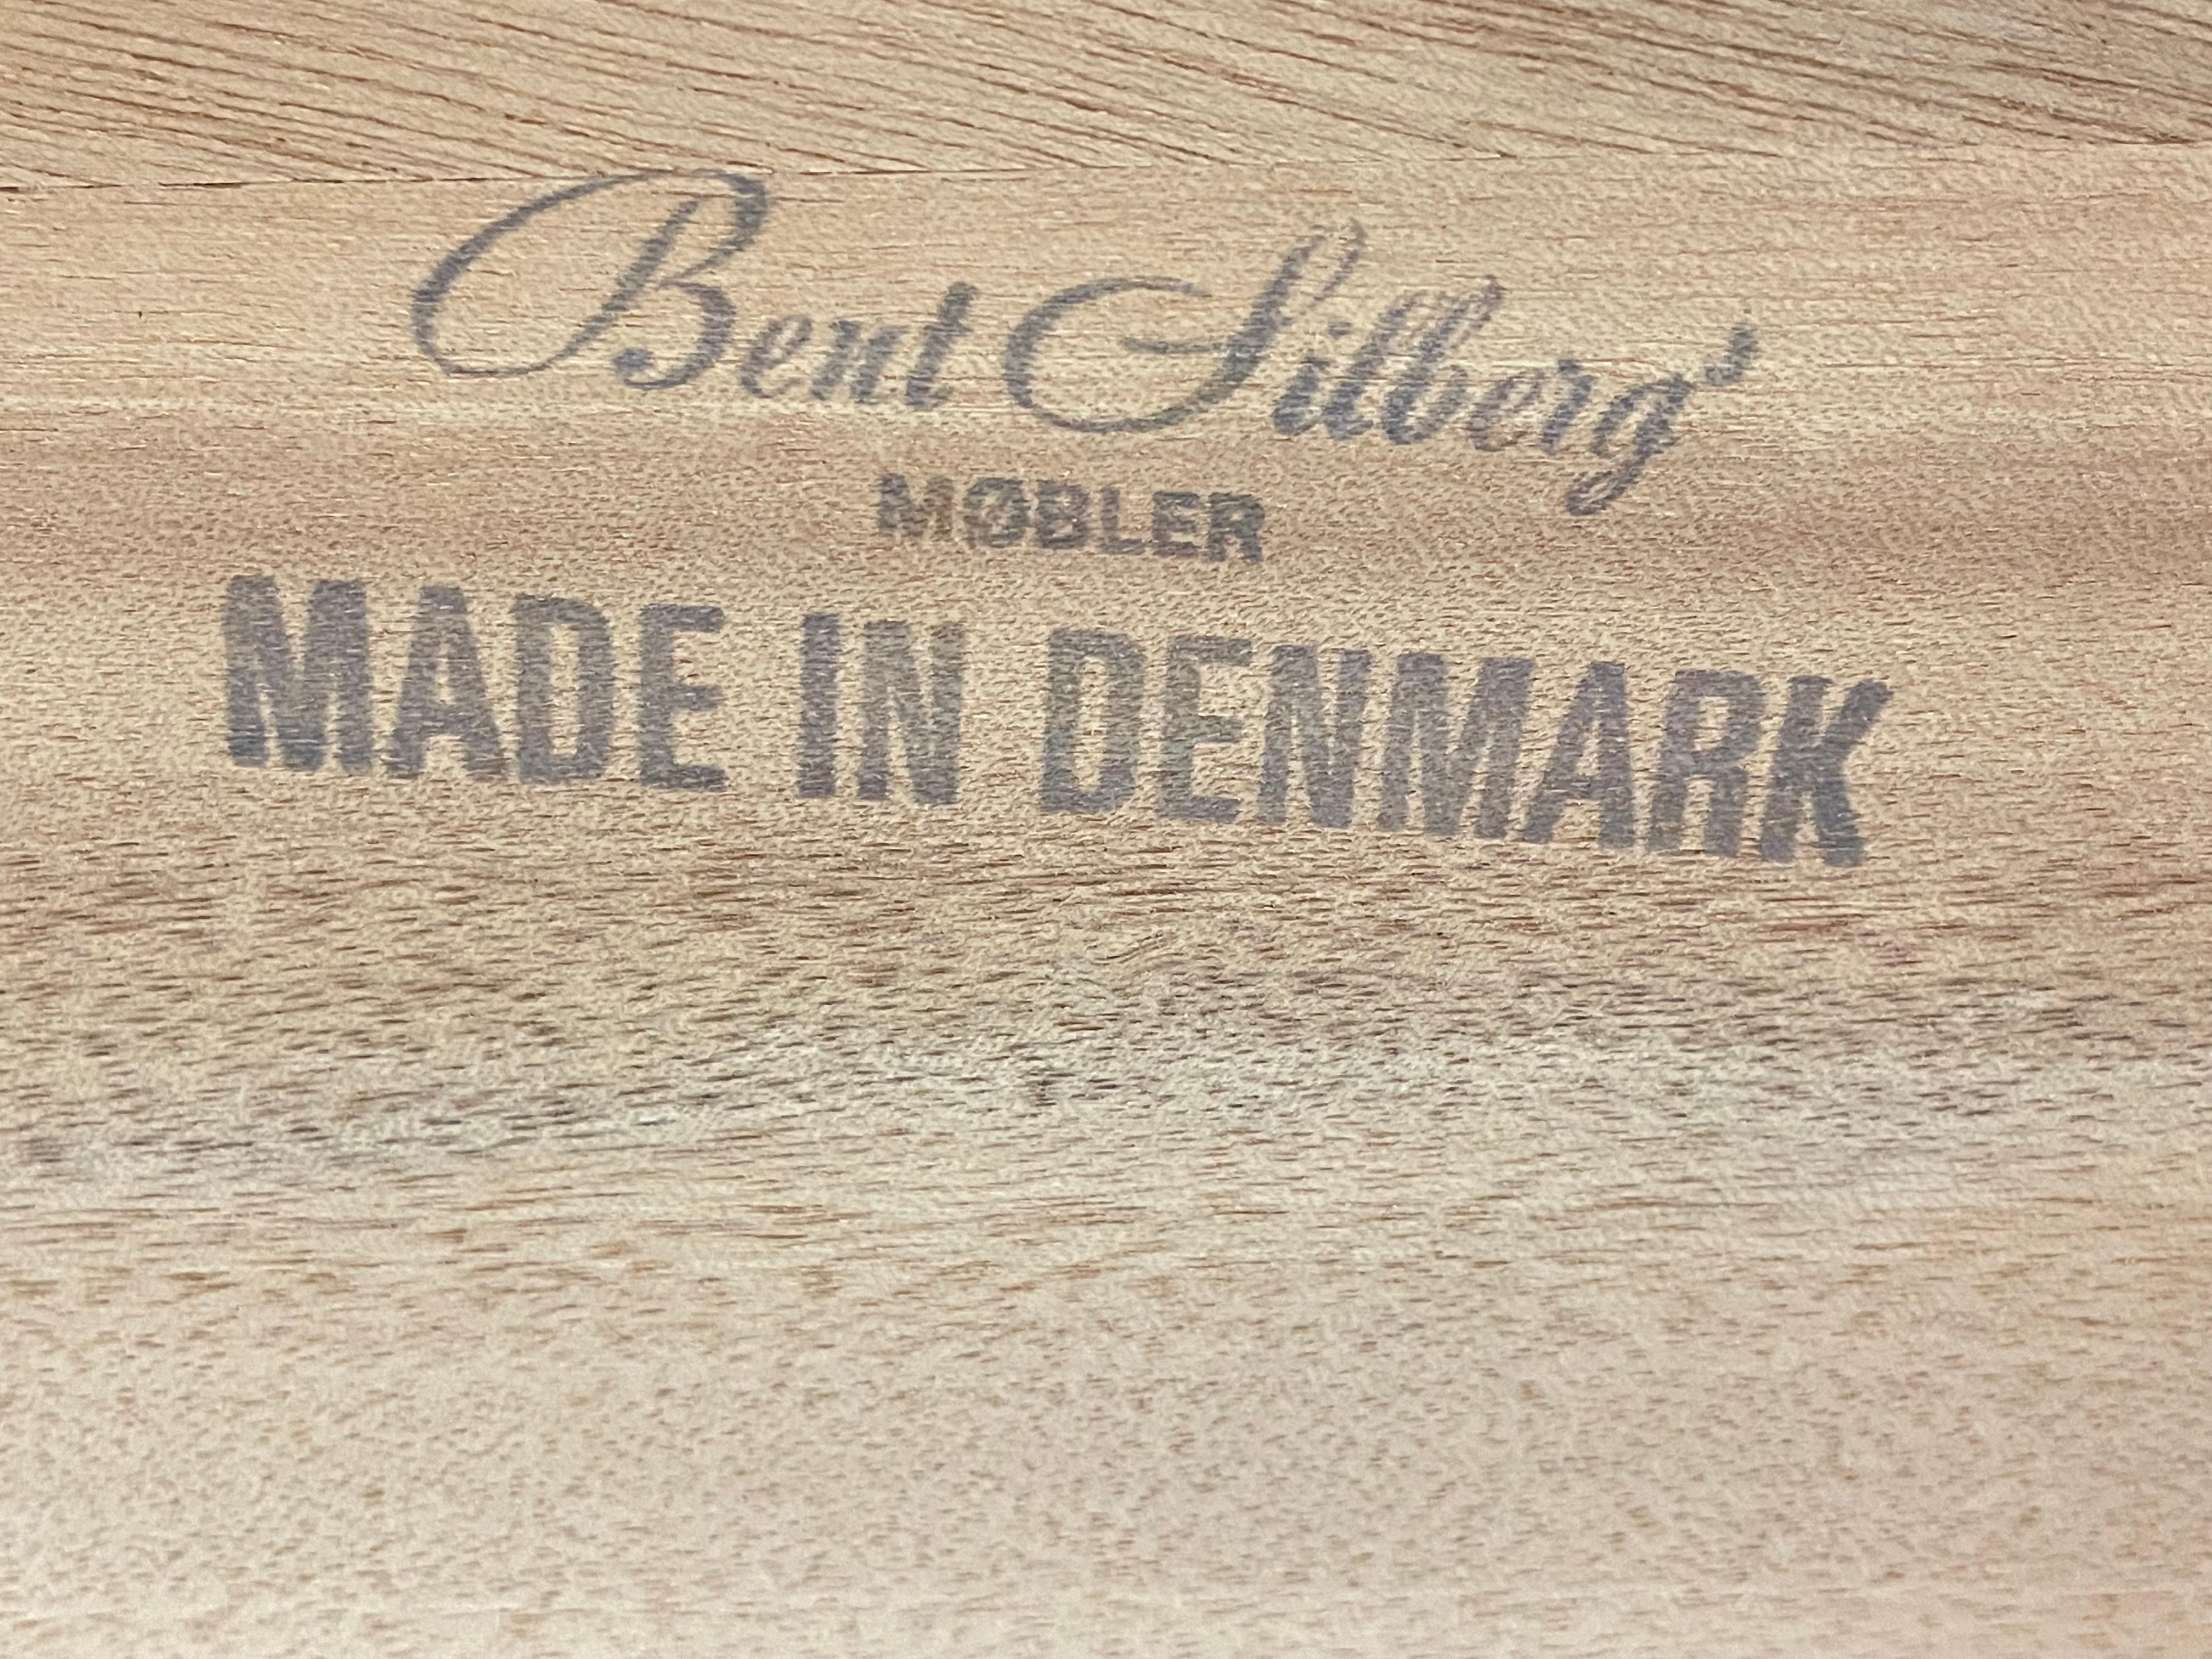 Bent Silberg's
MØBLER
MADE IN DENMARK